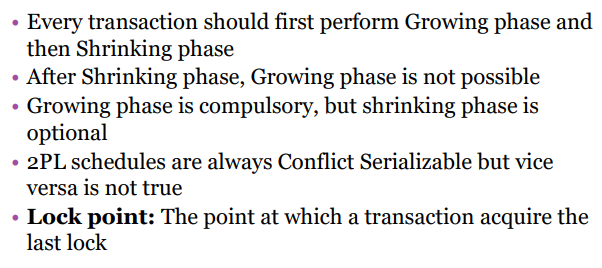 • Every transaction should first perform Growing phase and
then Shrinking phase
• After Shrinking phase, Growing phase is not possible
• Growing phase is compulsory, but shrinking phase is
optional
• 2PL schedules are always Conflict Serializable but vice
versa is not true
• Lock point: The point at which a transaction acquire the
last lock